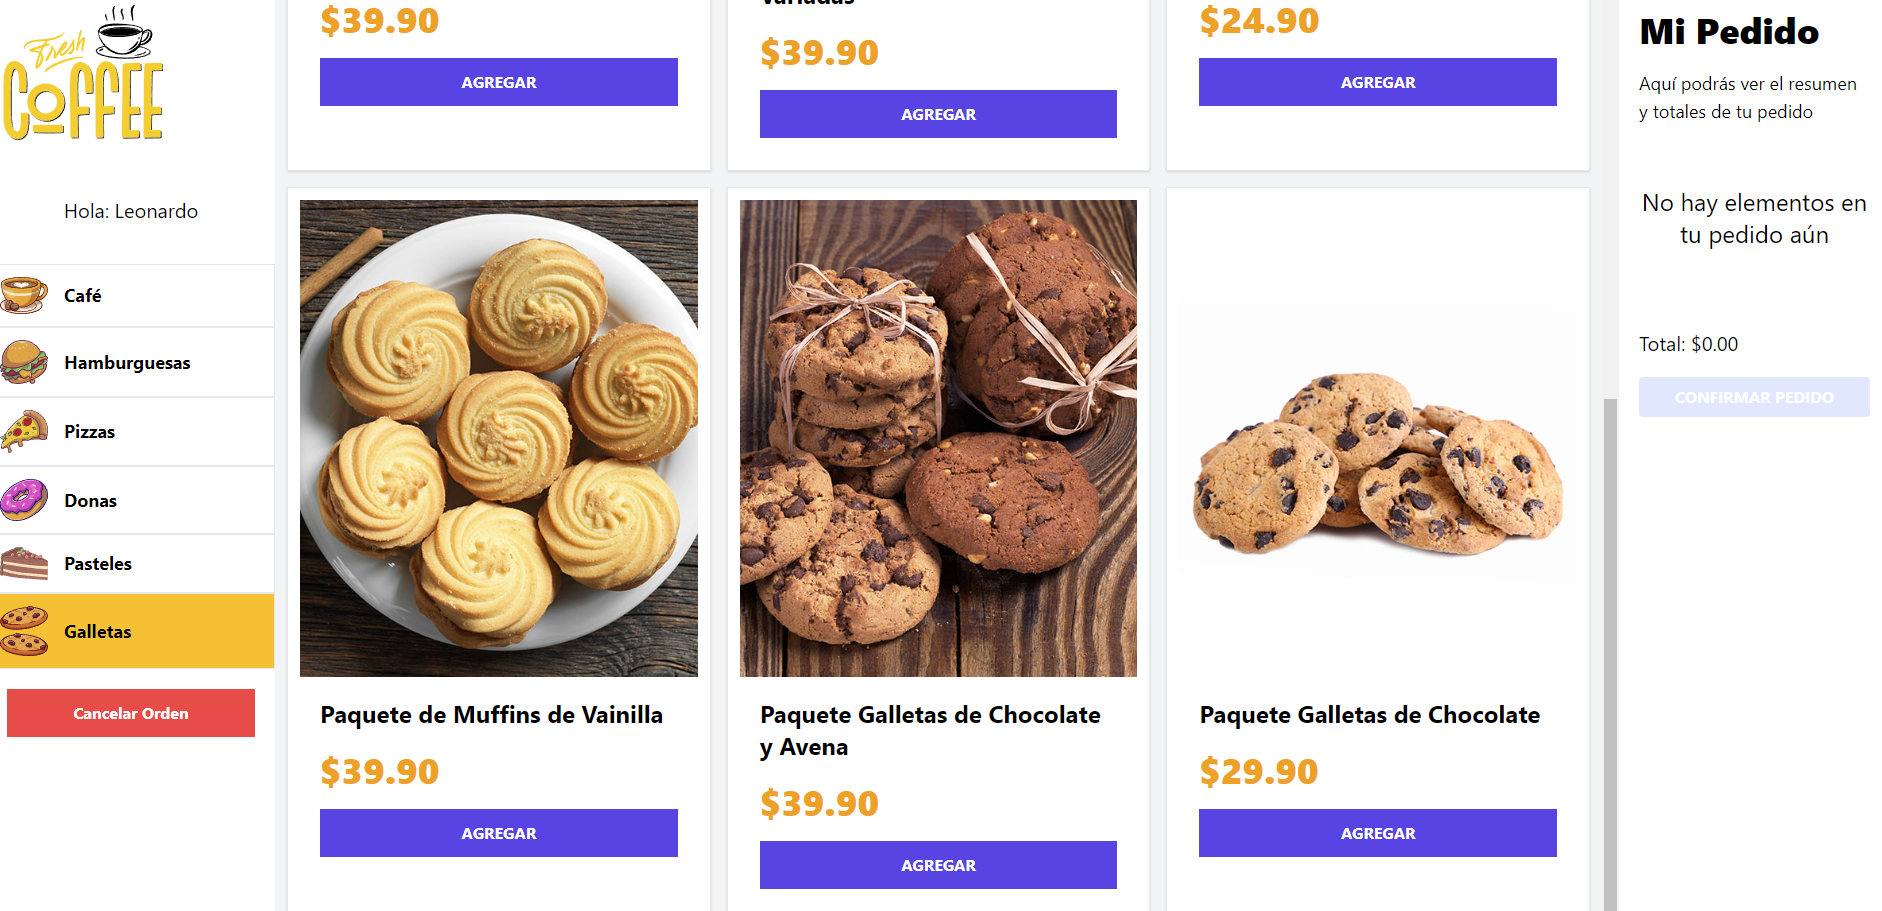 Fresh
COFFEE
Hola: Leonardo
Café
Hamburguesas
Pizzas
Donas
Pasteles
Galletas
Cancelar Orden
$39.90
AGREGAR
Variadas
$39.90
AGREGAR
$24.90
AGREGAR
Paquete de Muffins de Vainilla
$39.90
AGREGAR
Paquete Galletas de Chocolate
y Avena
$39.90
AGREGAR
Paquete Galletas de Chocolate
$29.90
AGREGAR
Mi Pedido
Aquí podrás ver el resumen
y totales de tu pedido
No hay elementos en
tu pedido aún
Total: $0.00
CONFIRMAR PEDIDO